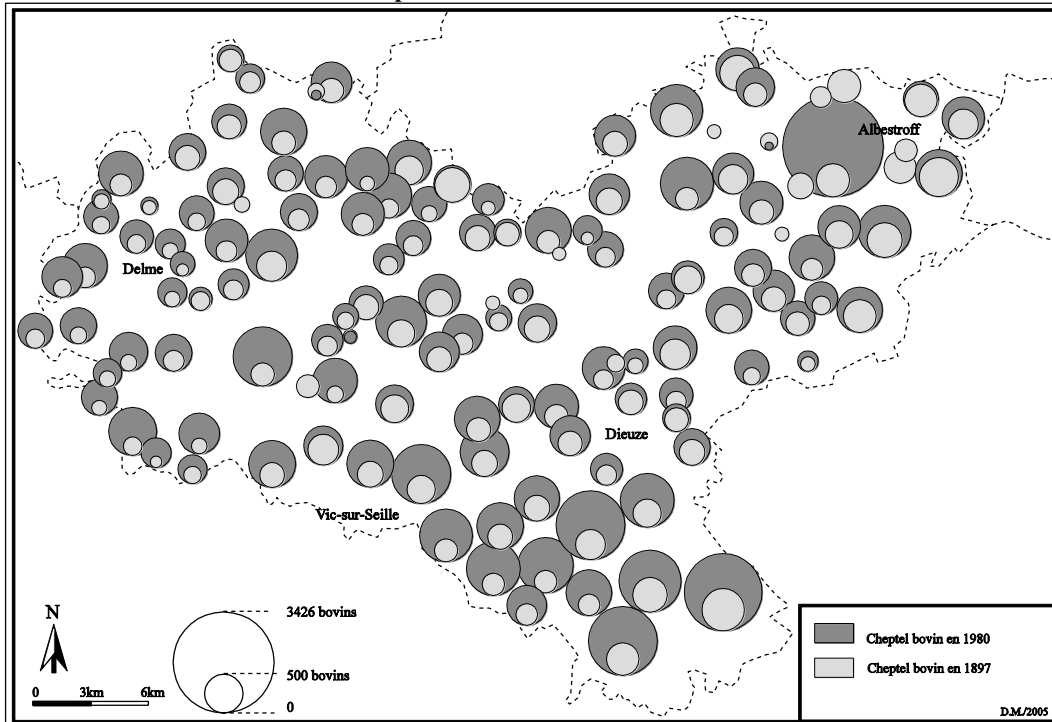 Albestroff
Delme
Dieuze
Vic-sur-Seille
N
0 3km 6km
3426 bovins
500 bovins
0
Cheptel bovin en 1980
Cheptel bovin en 1897
D.M./2005